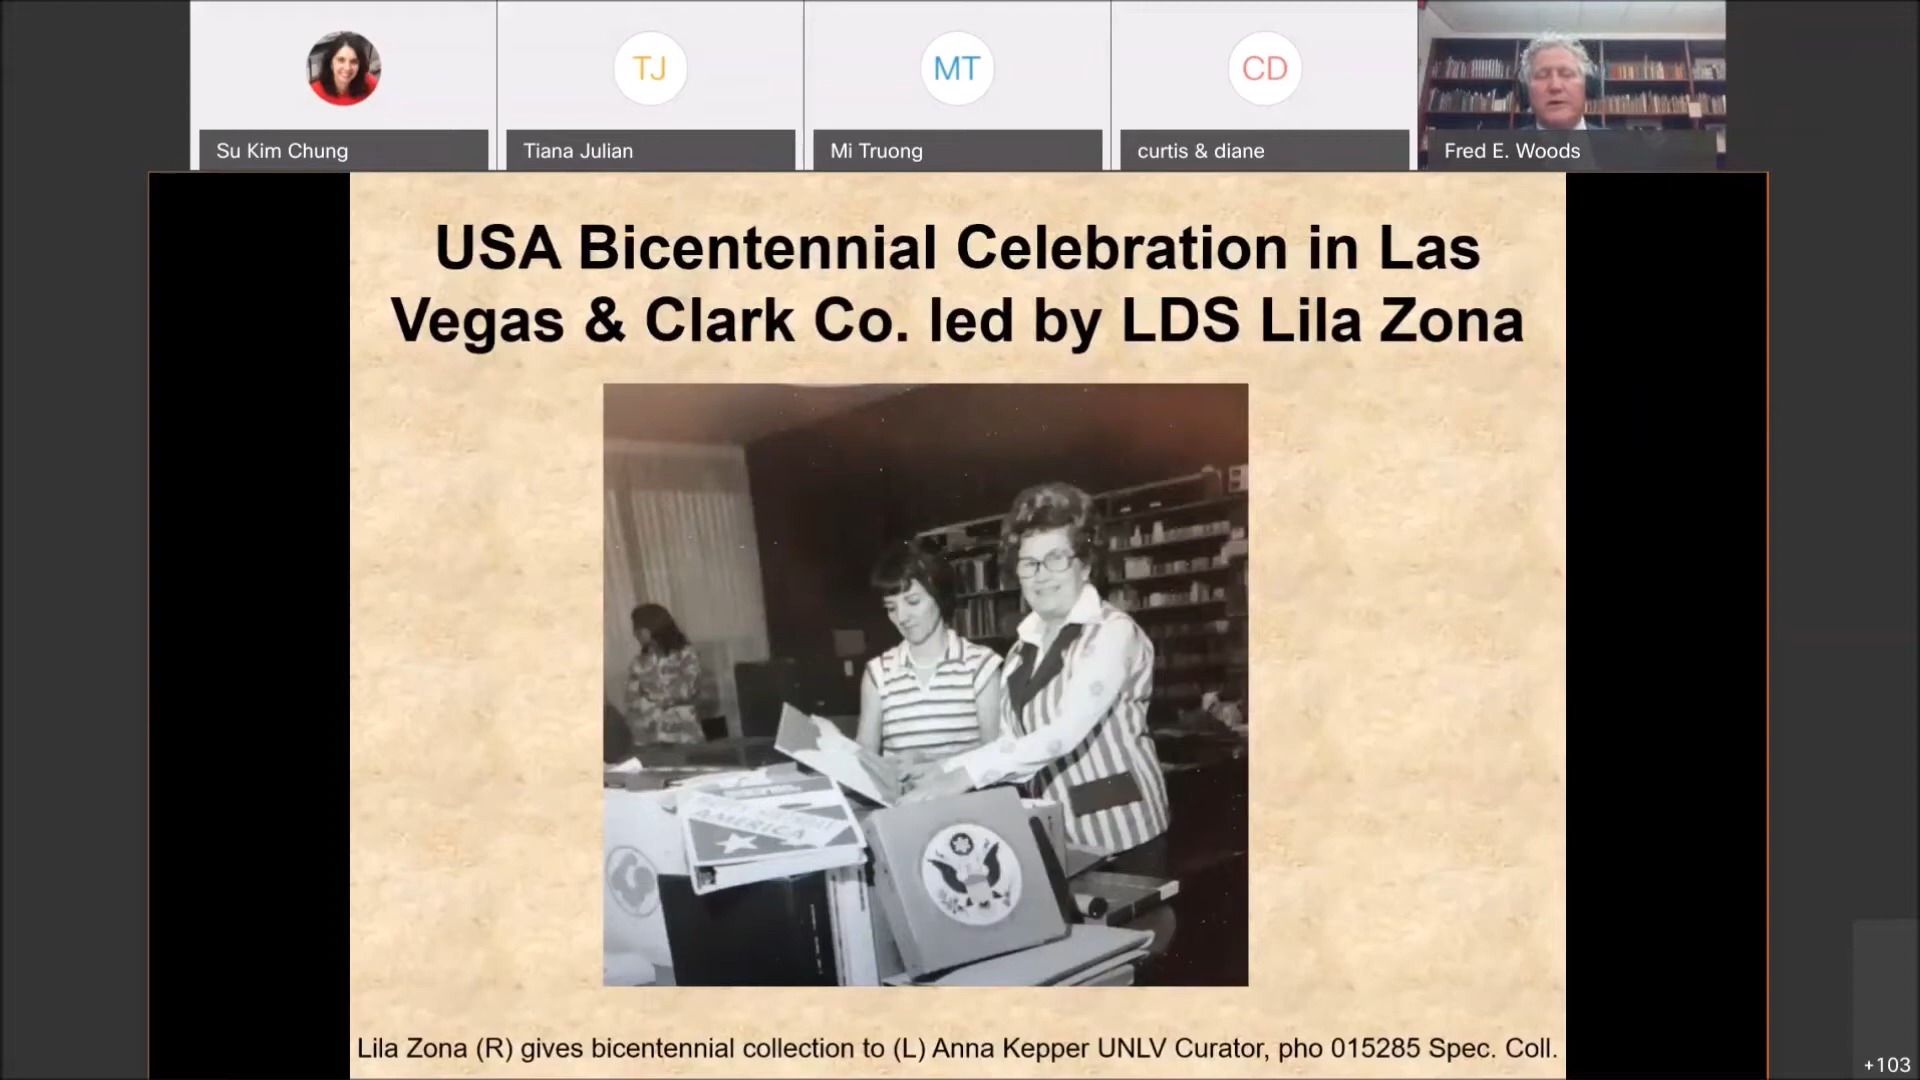 TJ
MT
CD
Su Kim Chung
Tiana Julian
Mi Truong
curtis & diane
Fred E. Woods
USA Bicentennial Celebration in Las
Vegas & Clark Co. led by LDS Lila Zona
AMERICA
Lila Zona (R) gives bicentennial collection to (L) Anna Kepper UNLV Curator, pho 015285 Spec. Coll.
+103